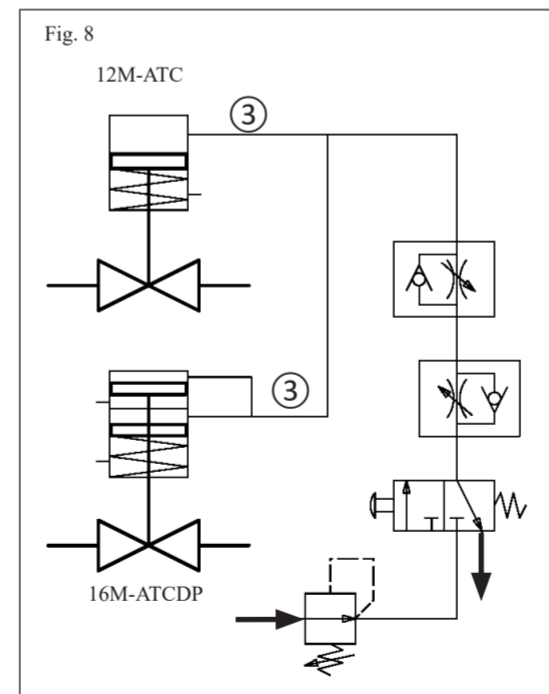 Fig. 8
12M-ATC
③
③
16M-ATCDP